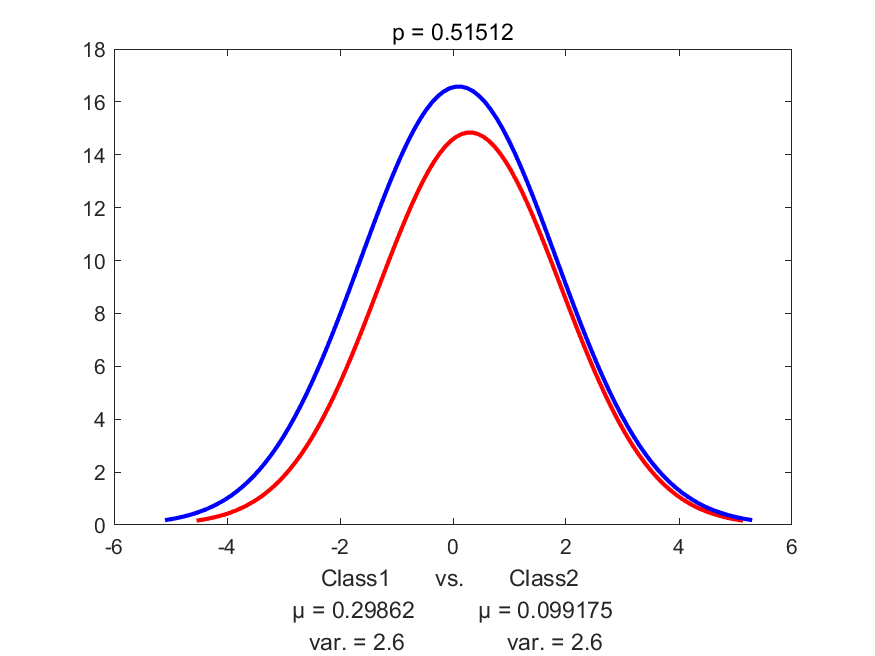 p = 0.51512
18
16
14
12
10
8
6
4
2
0
-6 -4 -2 0 2 4 6
Class1 vs. Class2
μ = 0.29862 μ = 0.099175
var. = 2.6 var. = 2.6